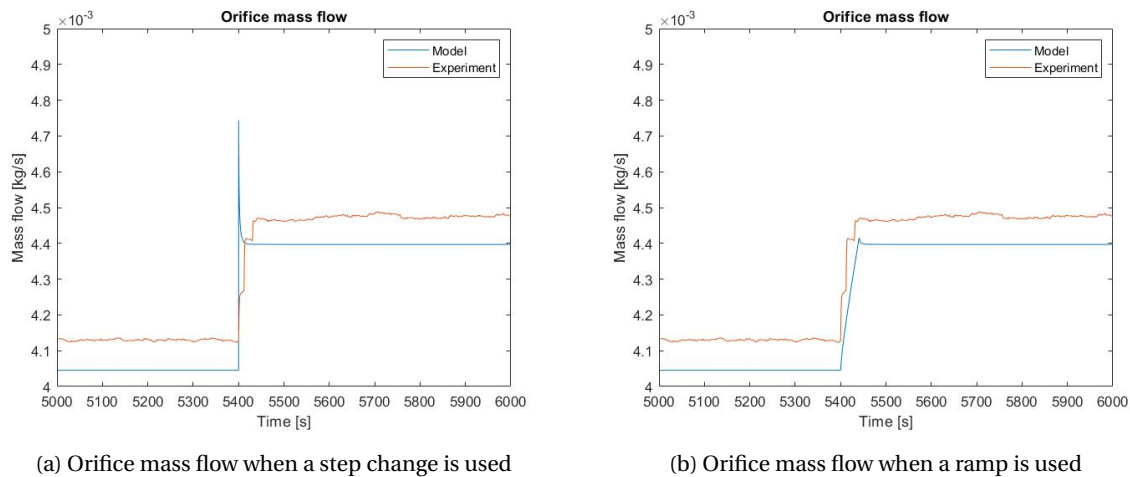 Orifice mass flow
×10⁻³
5
4.9
4.8
4.7
4.6
4.5
4.4
4.3
4.2
4.1
4
Mass flow [kg/s]
Model
Experiment
5000 5100 5200 5300 5400 5500 5600 5700 5800 5900 6000
Time [s]
(a) Orifice mass flow when a step change is used
Orifice mass flow
×10⁻³
5
4.9
4.8
4.7
4.6
4.5
4.4
4.3
4.2
4.1
4
Mass flow [kg/s]
Model
Experiment
5000 5100 5200 5300 5400 5500 5600 5700 5800 5900 6000
Time [s]
(b) Orifice mass flow when a ramp is used